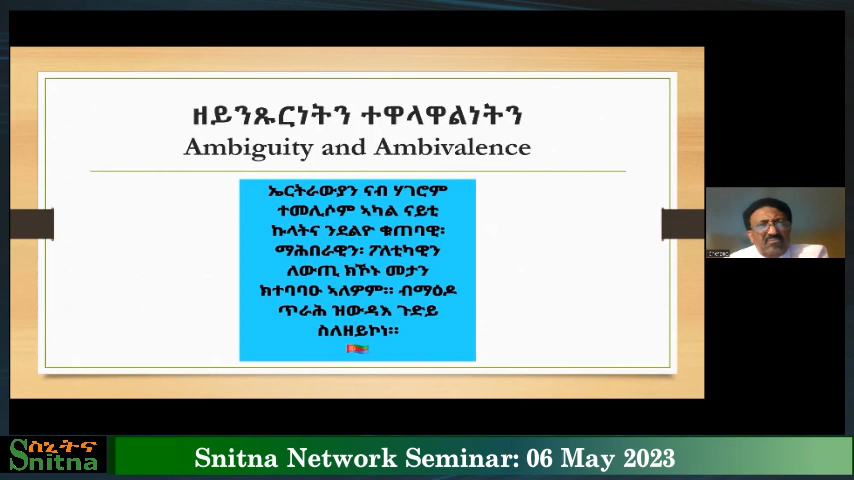 ዘይንጹርነትን ተዋላዋልነትን
Ambiguity and Ambivalence
ኤርትራውያን ናብ ሃገሮም
ተመሊሶም ኣካል ናይቲ
ኩላትና ንደልዮ ቁጠባዊ፡
ማሕበራዊን፡ ፖለቲካዊን
ለውጢ ክኾኑ መታን
ክተባባዑ ኣለዎም። ብማዕዶ
ጥራሕ ዝውዳእ ጉድይ
ስለዘይኮነ።
ስኒትና
Snitna
Snitna Network Seminar: 06 May 2023